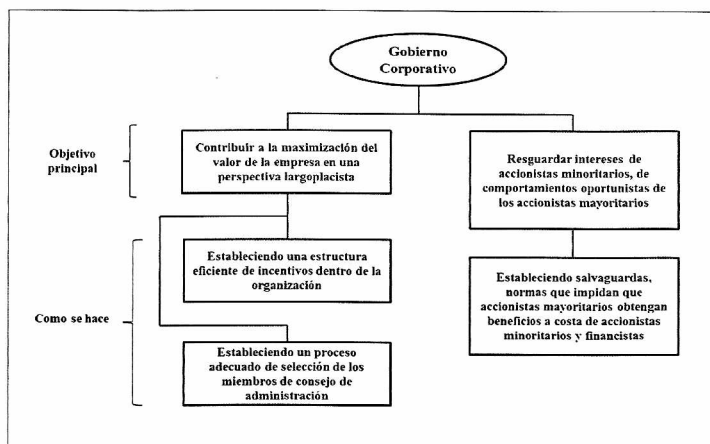 Gobierno
Corporativo
Objetivo
principal
Contribuir a la maximización del
valor de la empresa en una
perspectiva largoplacista
Resguardar intereses de
accionistas minoritarios, de
comportamientos oportunistas de
los accionistas mayoritarios
Como se hace
Estableciendo una estructura
eficiente de incentivos dentro de la
organización
Estableciendo un proceso
adecuado de selección de los
miembros de consejo de
administración
Estableciendo salvaguardas,
normas que impidan que
accionistas mayoritarios obtengan
beneficios a costa de accionistas
minoritarios y financistas